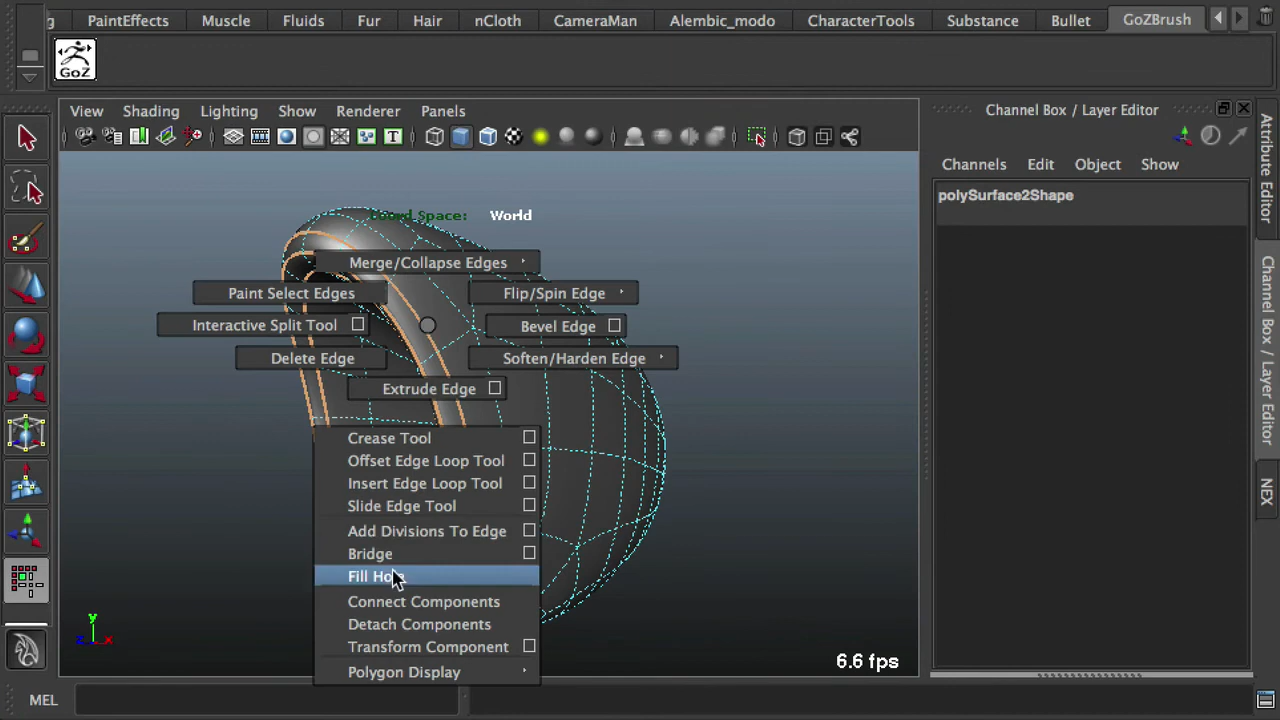 PaintEffects Muscle Fluids Fur Hair nCloth CameraMan Alembic_modo CharacterTools Substance Bullet GoZBrush
GoZ
View Shading Lighting Show Renderer Panels
Channel Box / Layer Editor
Channels Edit Object Show
polySurface2Shape
World
Merge/Collapse Edges
Paint Select Edges
Flip/Spin Edge
Interactive Split Tool
Bevel Edge
Delete Edge
Soften/Harden Edge
Extrude Edge
Crease Tool
Offset Edge Loop Tool
Insert Edge Loop Tool
Slide Edge Tool
Add Divisions To Edge
Bridge
Fill Hole
Connect Components
Detach Components
Transform Component
Polygon Display
T
y
x
z
6.6 fps
MEL
Attribute Editor
Channel Box / Layer Editor
NEX